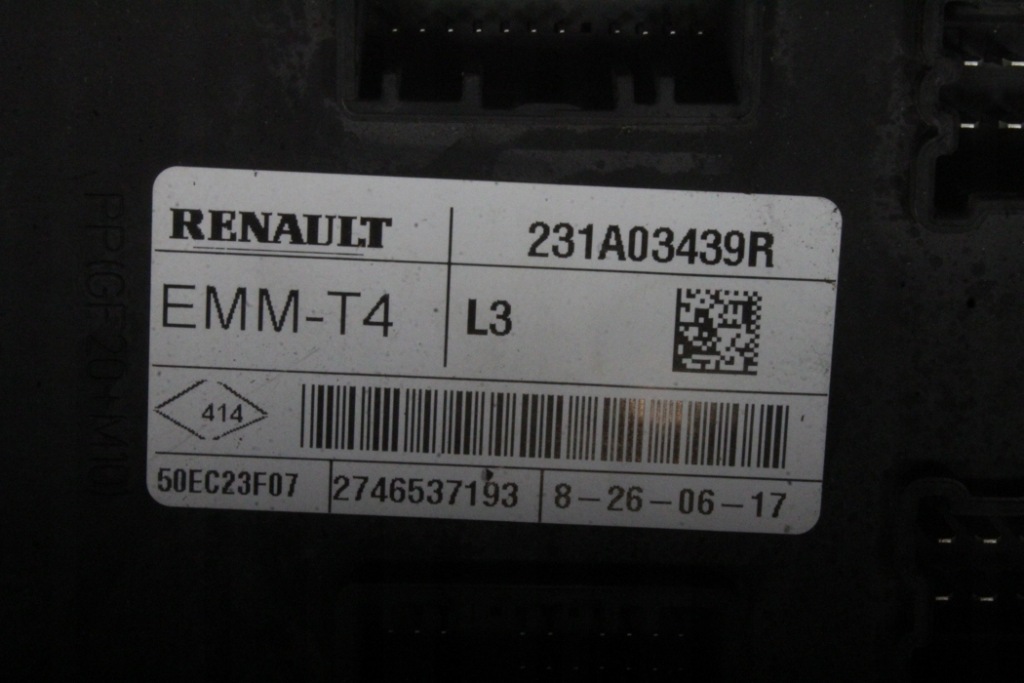 RENAULT 231A03439R
EMM-T4 L3
414
50EC23F07 2746537193 8-26-06-17